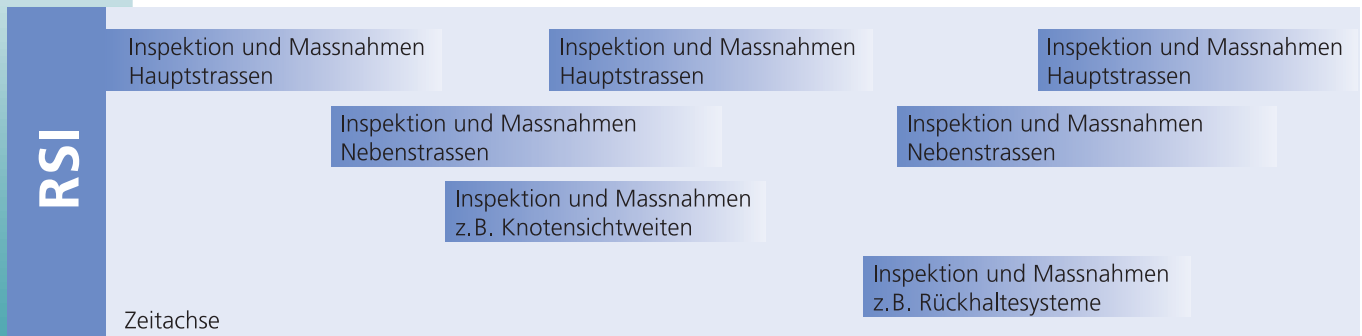 RSI
Inspektion und Massnahmen
Hauptstrassen
Inspektion und Massnahmen
Hauptstrassen
Inspektion und Massnahmen
Hauptstrassen
Inspektion und Massnahmen
Nebenstrassen
Inspektion und Massnahmen
Nebenstrassen
Inspektion und Massnahmen
z.B. Knotensichtweiten
Inspektion und Massnahmen
z.B. Rückhaltesysteme
Zeitachse